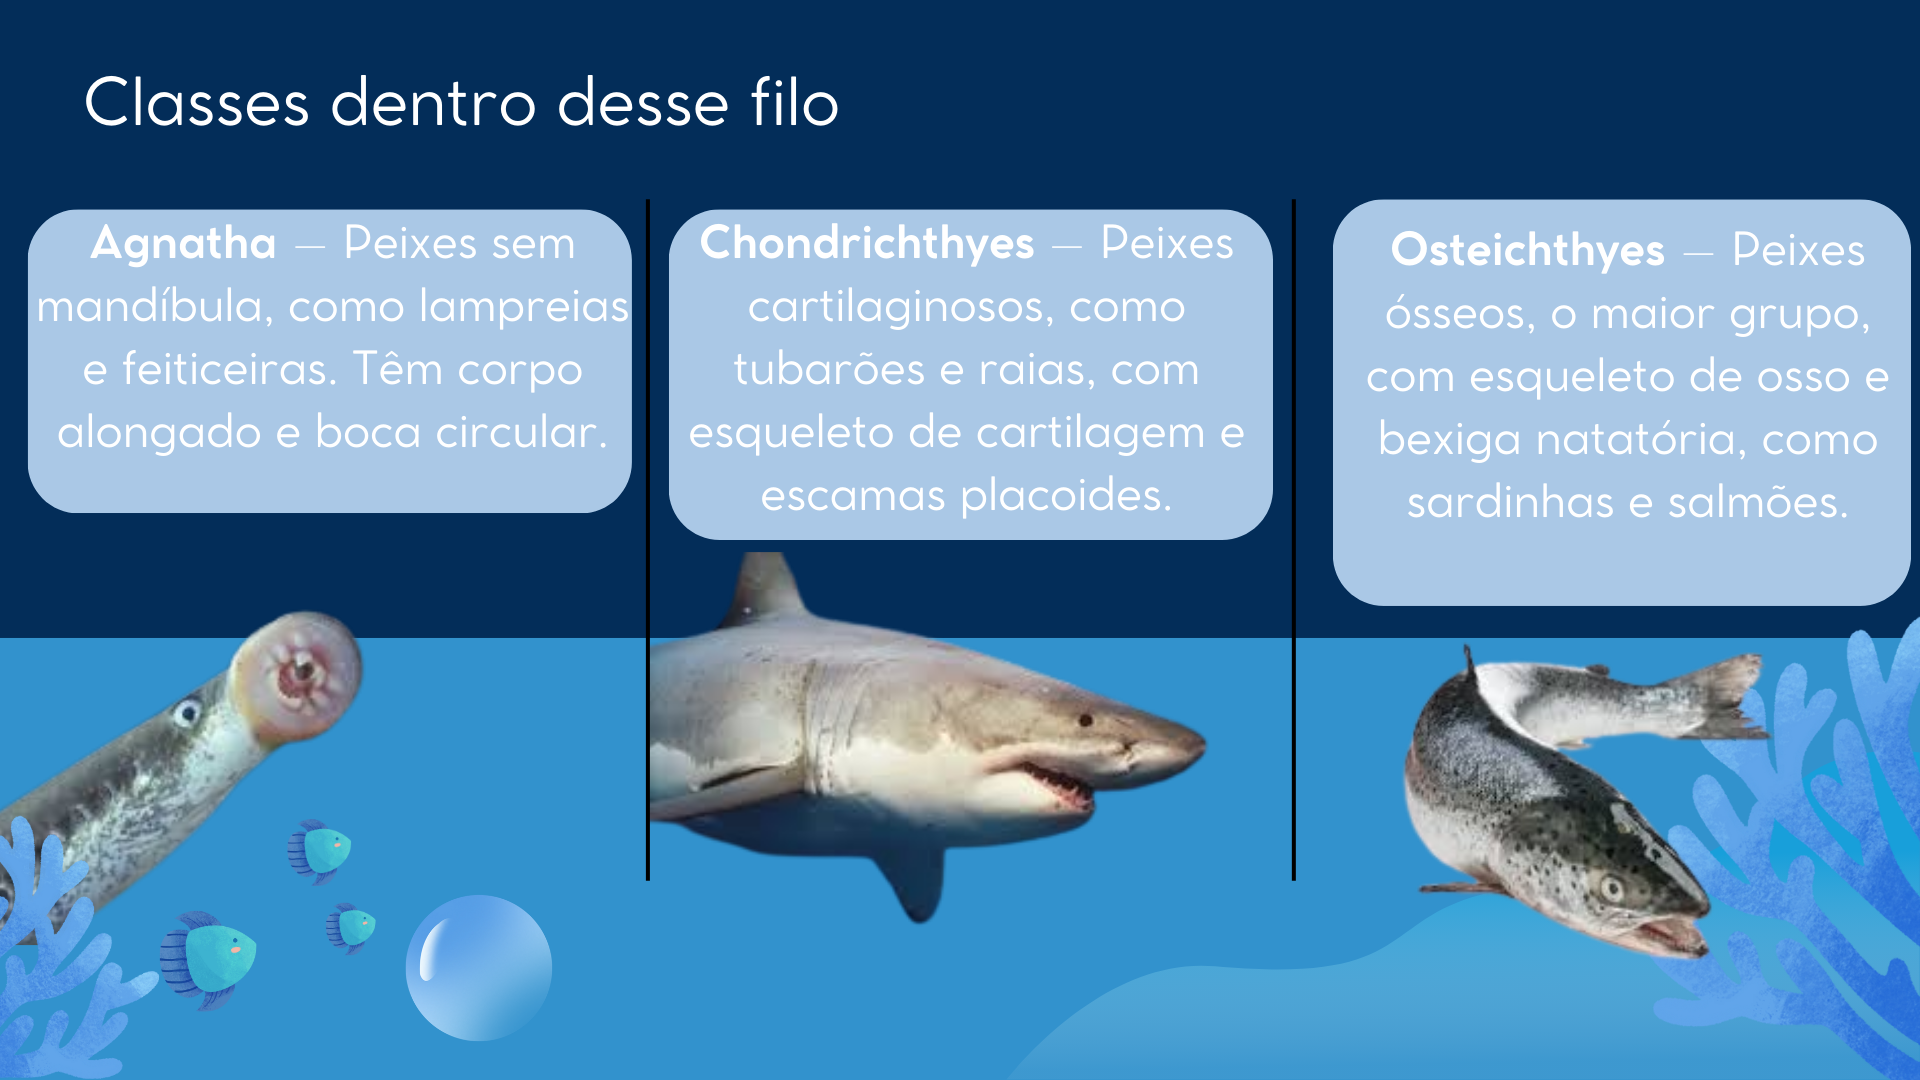 Classes dentro desse filo
Agnatha – Peixes sem
mandíbula, como lampreias
e feiticeiras. Têm corpo
alongado e boca circular.
Chondrichthyes – Peixes
cartilaginosos, como
tubarões e raias, com
esqueleto de cartilagem e
escamas placoides.
Osteichthyes – Peixes
ósseos, o maior grupo,
com esqueleto de osso e
bexiga natatória, como
sardinhas e salmões.